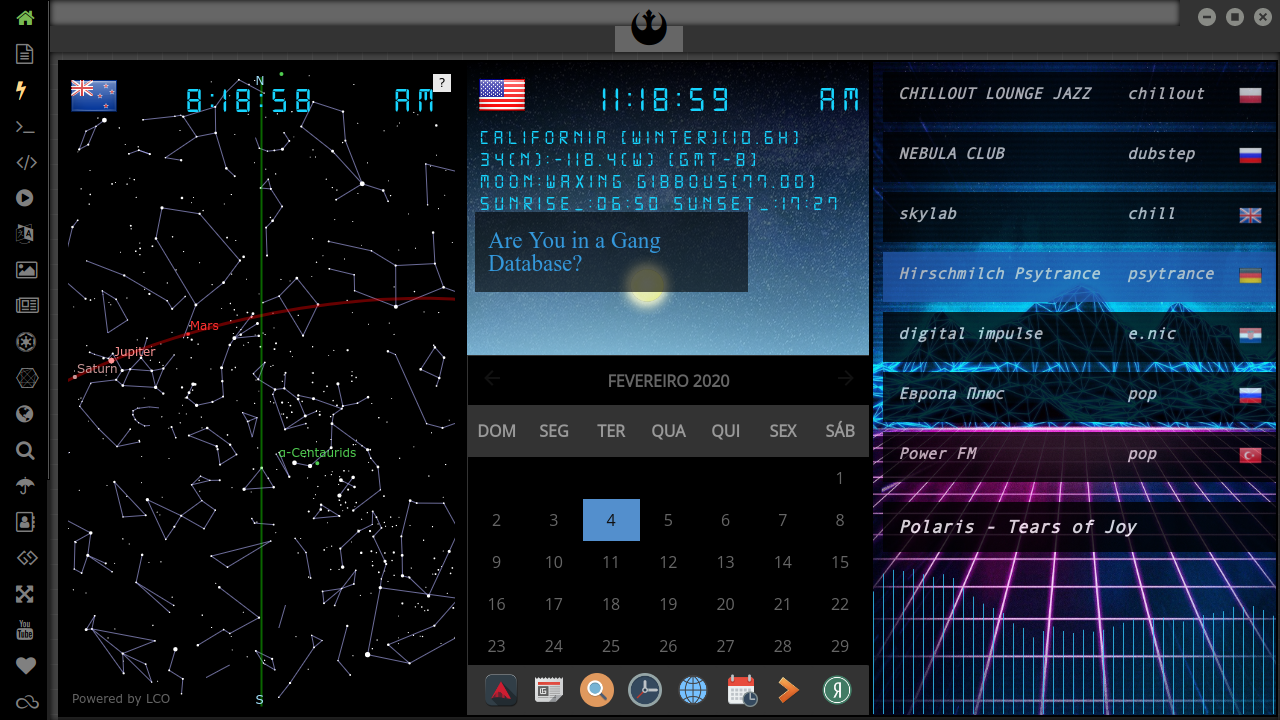 N
?
8:18:58 AM
Mars
Jupiter
Saturn
α-Centaurids
S
Powered by LCO
11:18:59 AM
CALIFORNIA (WINTER)(10.6H)
34(N):-118.4(W) (GMT-8)
MOON:WAXING GIBBOUS(77.00)
SUNRISE_:06:50 SUNSET_:17:27
Are You in a Gang
Database?
FEVEREIRO 2020
DOM SEG TER QUA QUI SEX SÁB
1
2 3 4 5 6 7 8
9 10 11 12 13 14 15
16 17 18 19 20 21 22
23 24 25 26 27 28 29
CHILLOUT LOUNGE JAZZ chillout
NEBULA CLUB dubstep
skylab chill
Hirschmilch Psytrance psytrance
digital impulse e.nic
Европа Плюс pop
Power FM pop
Polaris - Tears of Joy
You
Tube
Я